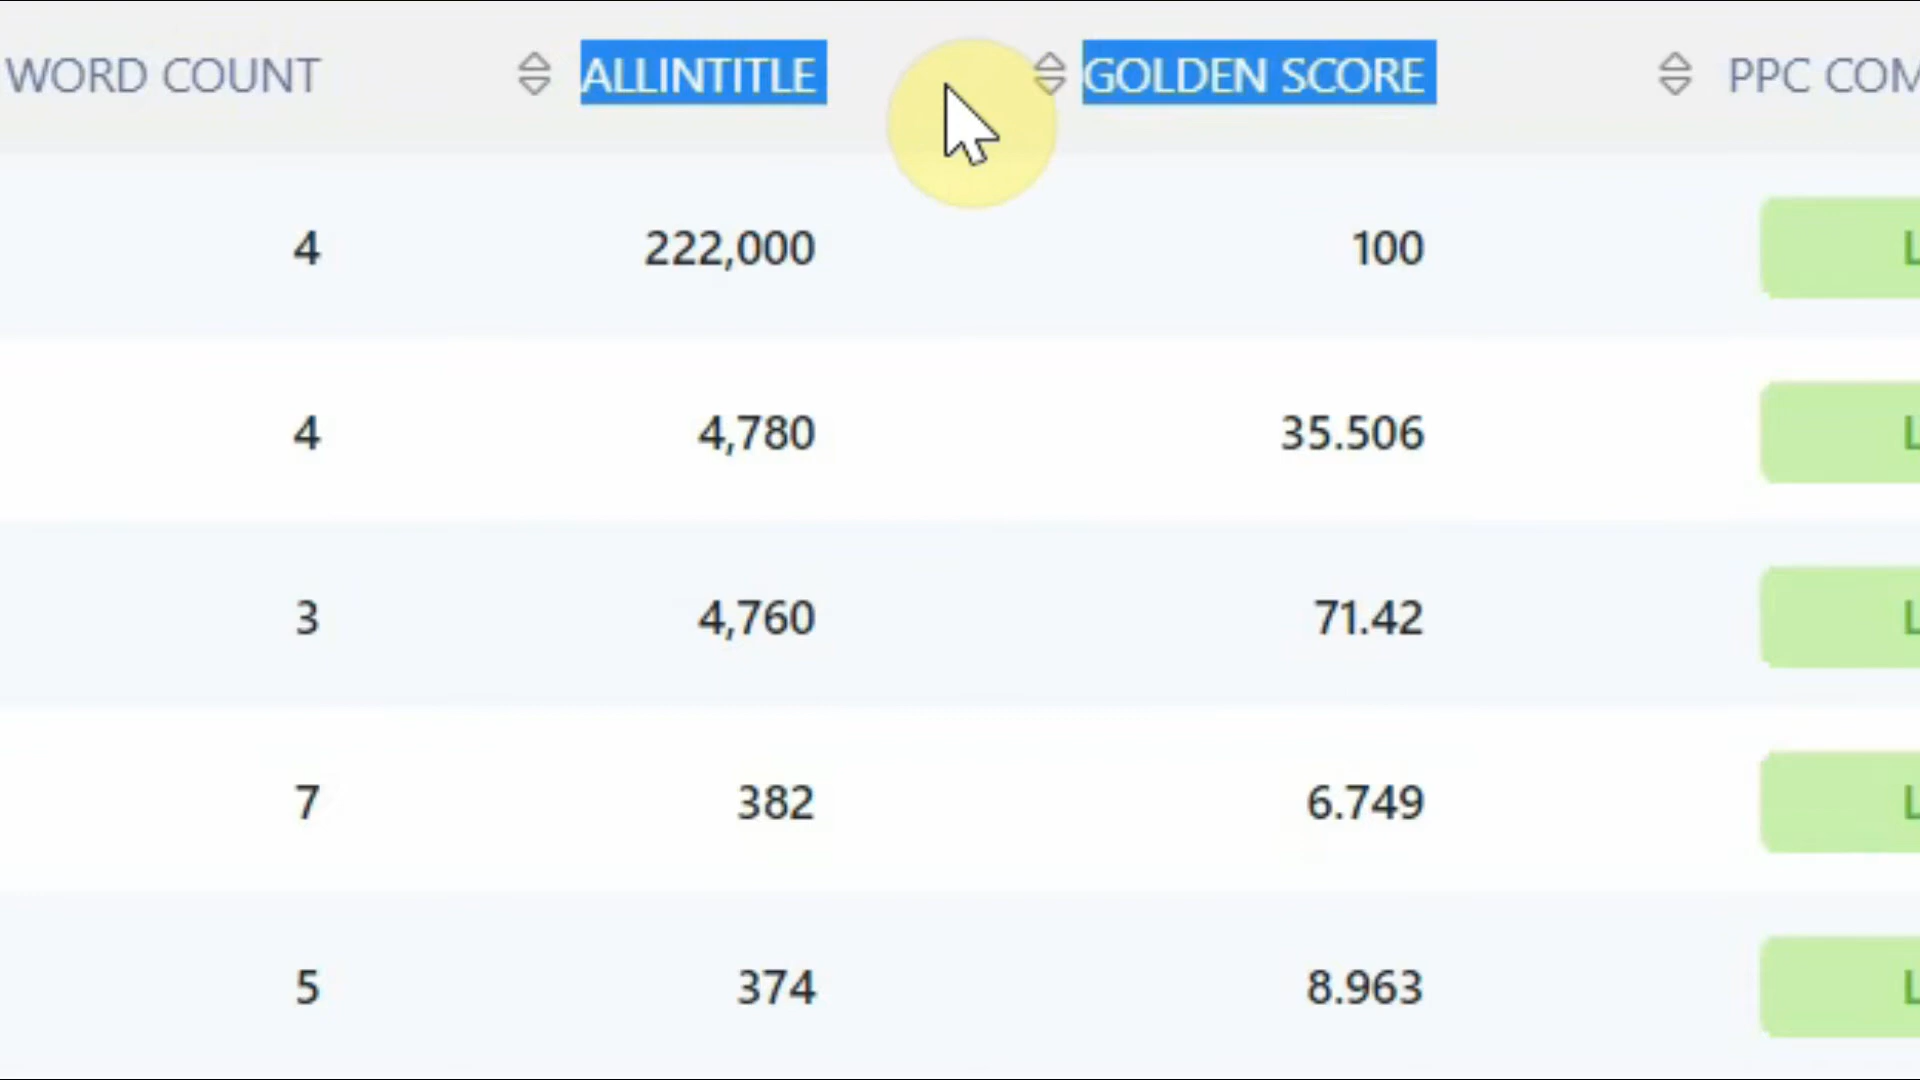 WORD COUNT ALLINTITLE GOLDEN SCORE PPC COM
4 222,000 100 L
4 4,780 35.506 L
3 4,760 71.42 L
7 382 6.749 L
5 374 8.963 L